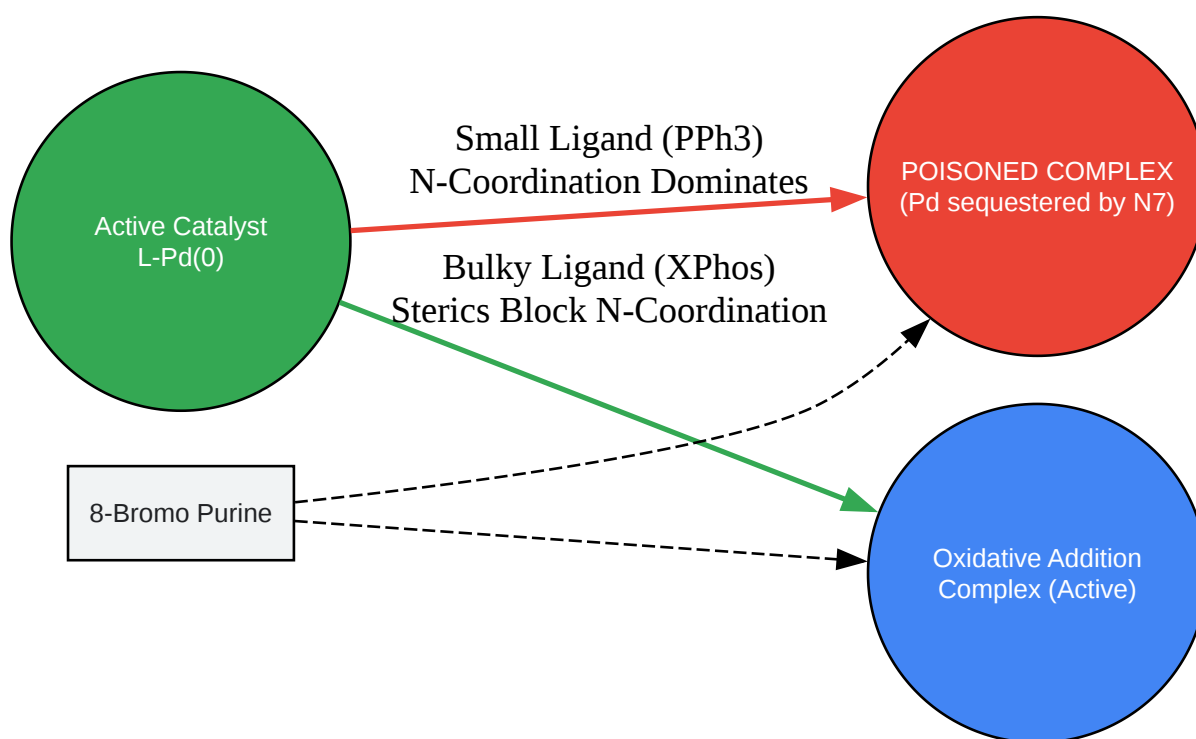 Small Ligand (PPh3)
N-Coordination Dominates
POISONED COMPLEX
(Pd sequestered by N7)
Active Catalyst
L-Pd(0)
Bulky Ligand (XPhos)
Sterics Block N-Coordination
8-Bromo Purine
Oxidative Addition
Complex (Active)